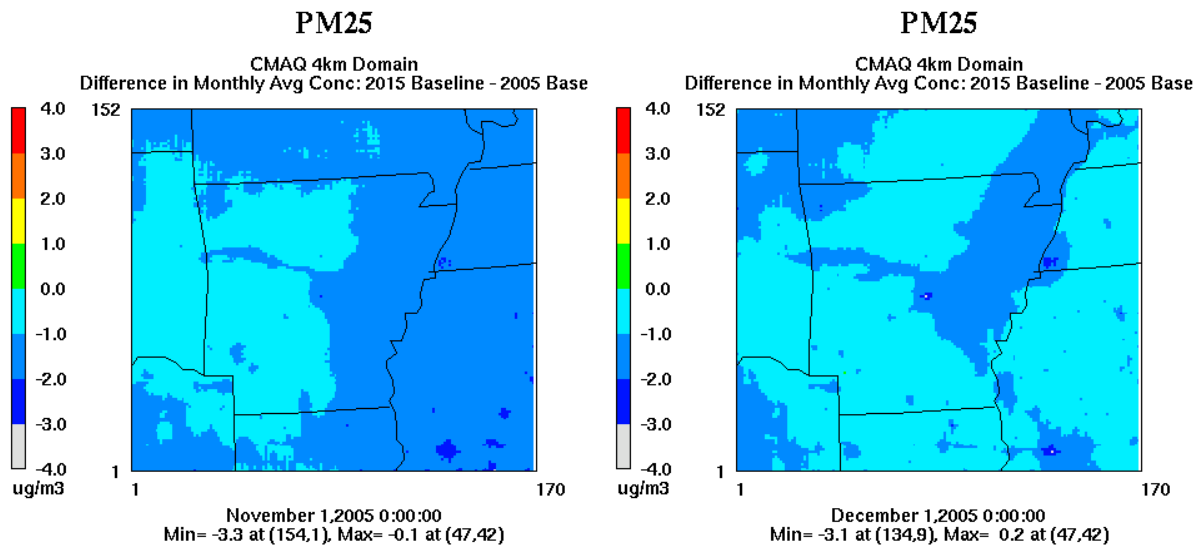 PM25
CMAQ 4km Domain
Difference in Monthly Avg Conc: 2015 Baseline - 2005 Base
4.0
3.0
2.0
1.0
0.0
-1.0
-2.0
-3.0
-4.0
ug/m3
152
1
1
170
November 1,2005 0:00:00
Min= -3.3 at (154,1), Max= -0.1 at (47,42)
PM25
CMAQ 4km Domain
Difference in Monthly Avg Conc: 2015 Baseline - 2005 Base
4.0
3.0
2.0
1.0
0.0
-1.0
-2.0
-3.0
-4.0
ug/m3
152
1
1
170
December 1,2005 0:00:00
Min= -3.1 at (134,9), Max= 0.2 at (47,42)